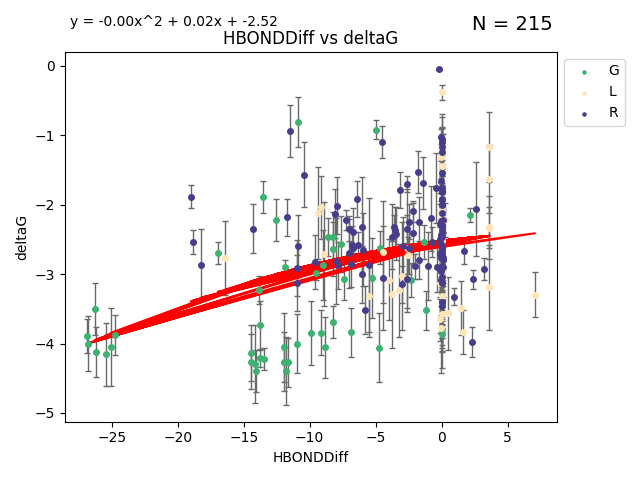 y = -0.00x^2 + 0.02x + -2.52
N = 215
HBONDDiff vs deltaG
G
L
R
deltaG
0
−1
−2
−3
−4
−5
−25
−20
−15
−10
−5
0
5
HBONDDiff